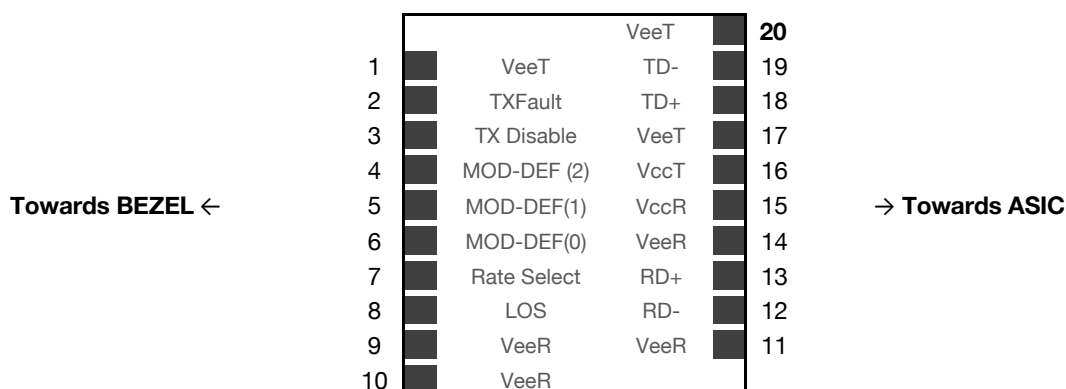 VeeT 20
1 VeeT TD- 19
2 TXFault TD+ 18
3 TX Disable VeeT 17
4 MOD-DEF (2) VccT 16
Towards BEZEL ← 5 MOD-DEF(1) VccR 15 → Towards ASIC
6 MOD-DEF(0) VeeR 14
7 Rate Select RD+ 13
8 LOS RD- 12
9 VeeR VeeR 11
10 VeeR